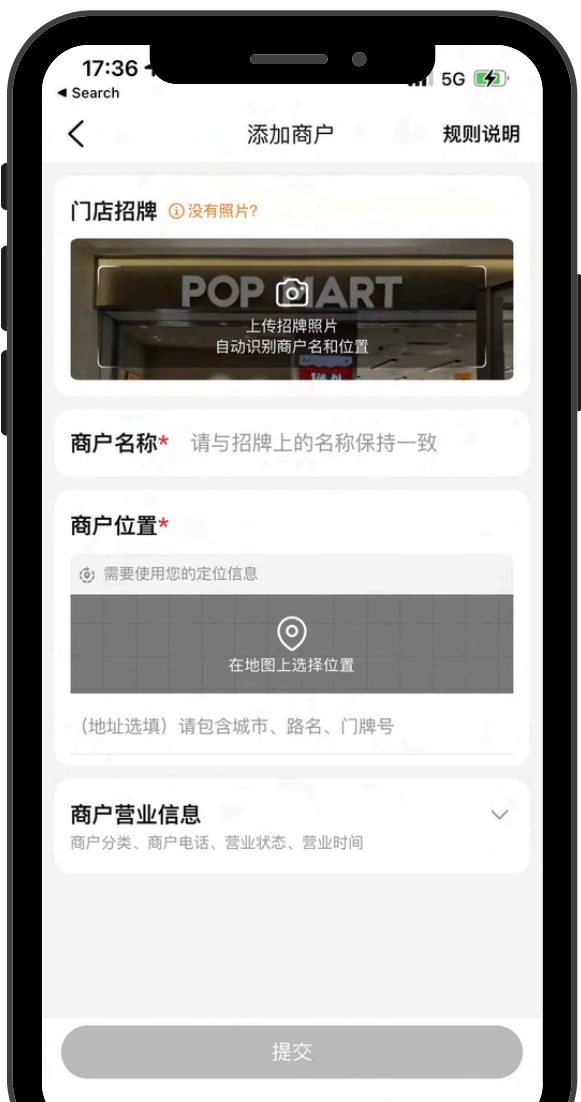 17:36
5G
◀ Search
添加商户
规则说明
门店招牌
没有照片?
POP MART
上传招牌照片
自动识别商户名和位置
商户名称* 请与招牌上的名称保持一致
商户位置*
需要使用您的定位信息
在地图上选择位置
（地址选填）请包含城市、路名、门牌号
商户营业信息
商户分类、商户电话、营业状态、营业时间
提交